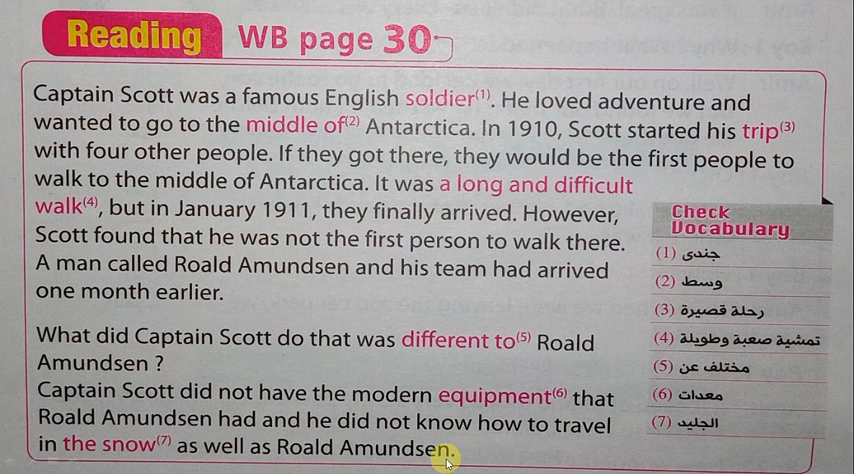 Reading WB page 30
Captain Scott was a famous English soldier(1). He loved adventure and
wanted to go to the middle of(2) Antarctica. In 1910, Scott started his trip(3)
with four other people. If they got there, they would be the first people to
walk to the middle of Antarctica. It was a long and difficult
walk(4), but in January 1911, they finally arrived. However,
Scott found that he was not the first person to walk there.
A man called Roald Amundsen and his team had arrived
one month earlier.
What did Captain Scott do that was different to(5) Roald
Amundsen ?
Captain Scott did not have the modern equipment(6) that
Roald Amundsen had and he did not know how to travel
in the snow(7) as well as Roald Amundsen.
Check
Vocabulary
(1) جندى
(2) وسط
(3) رحلة قصيرة
(4) تمشية صعبة وطويلة
(5) مختلف عن
(6) معدات
(7) الجليد